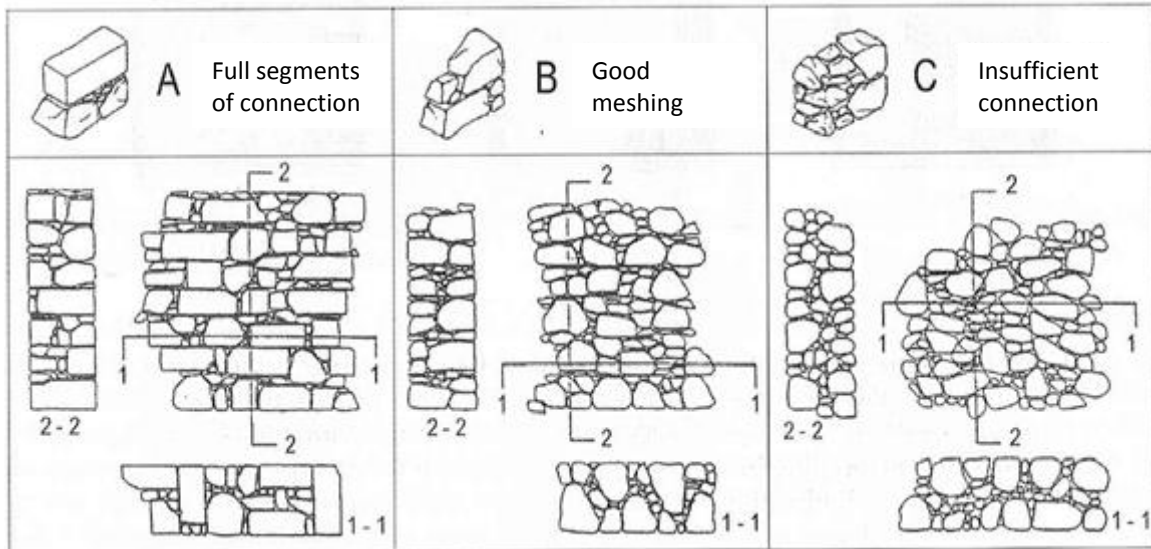 A
Full segments
of connection
B
Good
meshing
C
Insufficient
connection
2
1
1
2 - 2
2
1 - 1
2
1
1
2 - 2
2
1 - 1
2
1
1
2 - 2
2
1 - 1